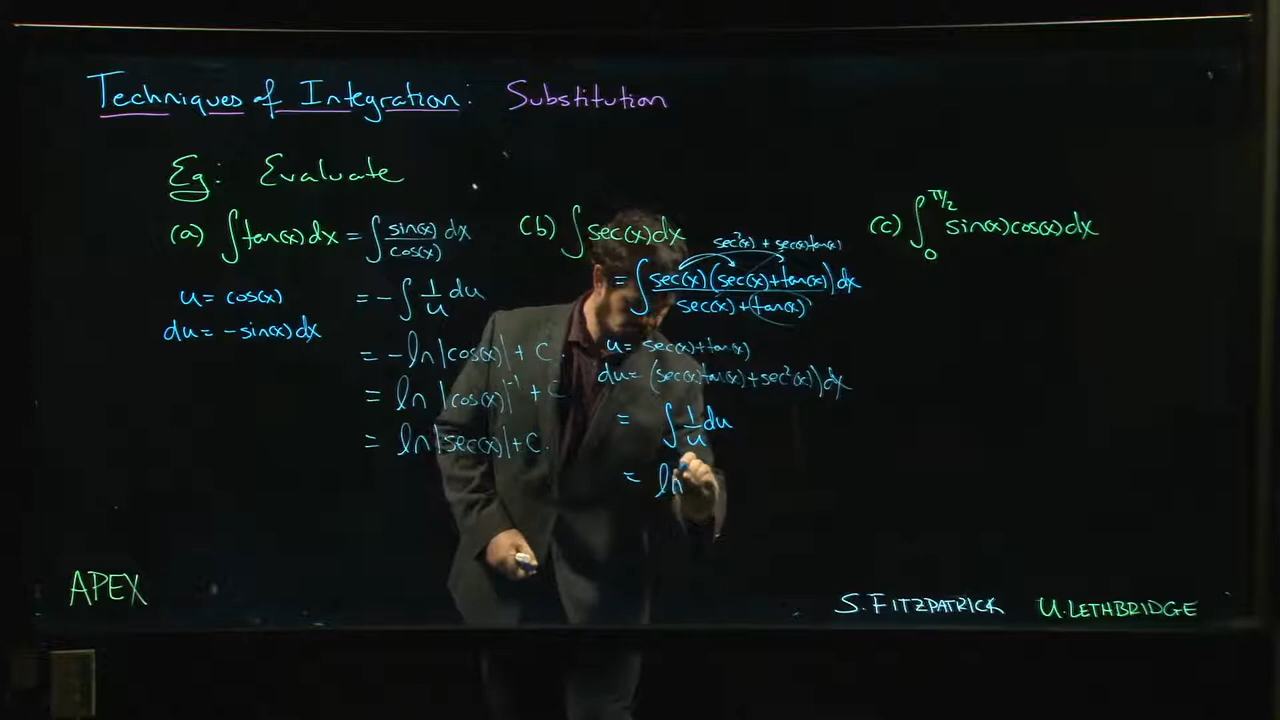 Techniques of Integration: Substitution
Eg: Evaluate
(a) ∫tan(x)dx = ∫ sin(x)/cos(x) dx
u = cos(x)
du = -sin(x)dx
= -∫ 1/u du
= -ln|cos(x)| + C.
= ln|cos(x)|⁻¹ + C
= ln|sec(x)| + C.
(b) ∫sec(x)dx
sec²(x) + sec(x)tan(x)
= ∫ sec(x)(sec(x)+tan(x))/sec(x)+tan(x) dx
u = sec(x)+tan(x)
du = (sec(x)tan(x)+sec²(x))dx
= ∫ 1/u du
= ln
(c) ∫₀^π/2 sin(x)cos(x)dx
APEX
S. FITZPATRICK U. LETHBRIDGE